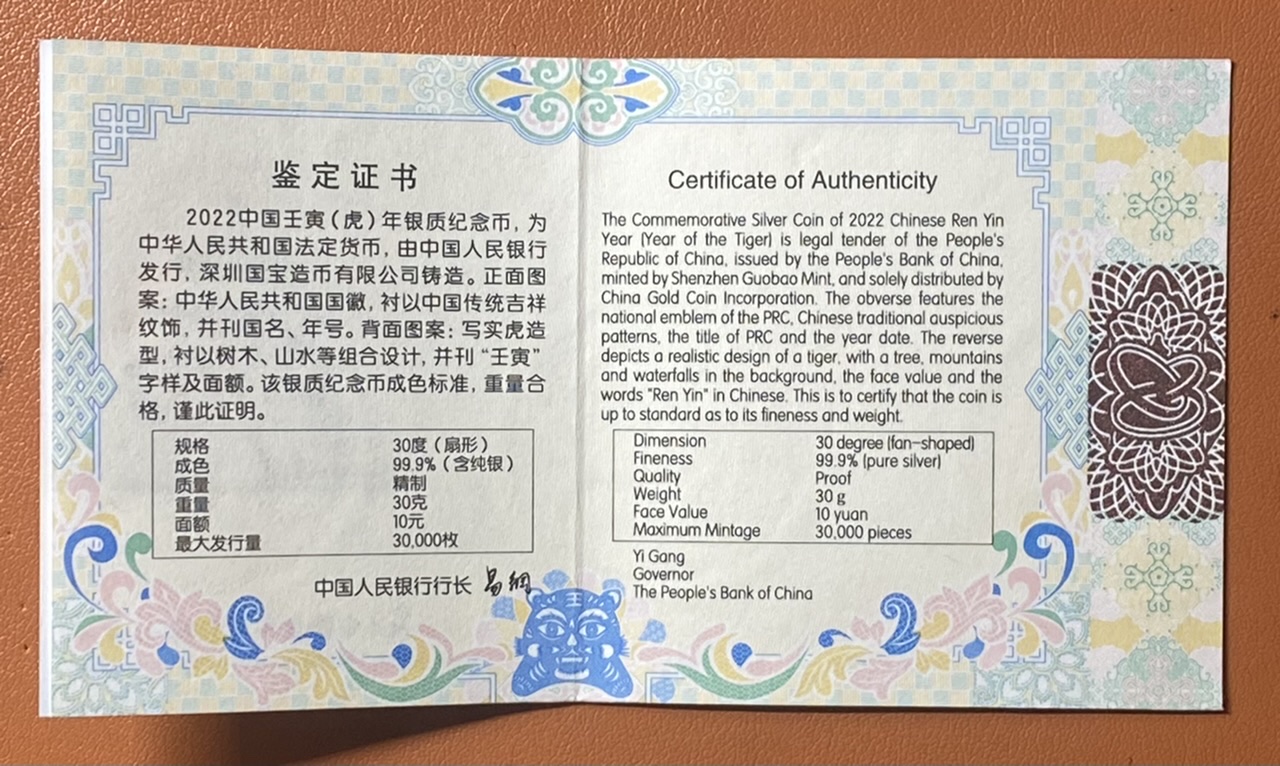 鉴定证书
2022中国壬寅（虎）年银质纪念币，为
中华人民共和国法定货币，由中国人民银行
发行，深圳国宝造币有限公司铸造。正面图
案：中华人民共和国国徽，衬以中国传统吉祥
纹饰，并刊国名、年号。背面图案：写实虎造
型，衬以树木、山水等组合设计，并刊“壬寅”
字样及面额。该银质纪念币成色标准，重量合
格，谨此证明。
规格 30度（扇形）
成色 99.9%（含纯银）
质量 精制
重量 30克
面额 10元
最大发行量 30,000枚
中国人民银行行长 易纲
王
Certificate of Authenticity
The Commemorative Silver Coin of 2022 Chinese Ren Yin
Year (Year of the Tiger) is legal tender of the People's
Republic of China, issued by the People's Bank of China,
minted by Shenzhen Guobao Mint, and solely distributed by
China Gold Coin Incorporation. The obverse features the
national emblem of the PRC, Chinese traditional auspicious
patterns, the title of PRC and the year date. The reverse
depicts a realistic design of a tiger, with a tree, mountains
and waterfalls in the background, the face value and the
words "Ren Yin" in Chinese. This is to certify that the coin is
up to standard as to its fineness and weight.
Dimension 30 degree (fan-shaped)
Fineness 99.9% (pure silver)
Quality Proof
Weight 30 g
Face Value 10 yuan
Maximum Mintage 30,000 pieces
Yi Gang
Governor
The People's Bank of China